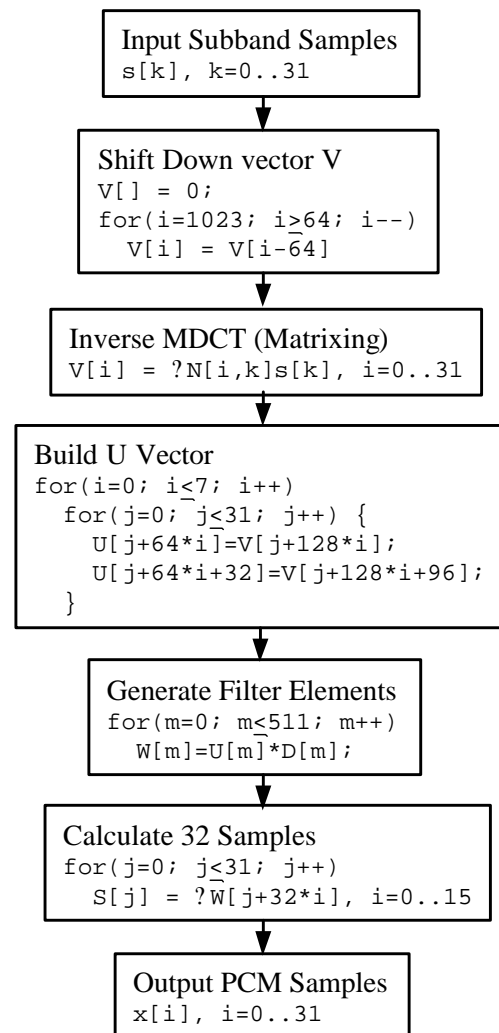 Input Subband Samples
s[k], k=0..31
Shift Down vector V
V[] = 0;
for(i=1023; i>64; i--)
V[i] = V[i-64]
Inverse MDCT (Matrixing)
V[i] = ?N[i,k]s[k], i=0..31
Build U Vector
for(i=0; i<7; i++)
for(j=0; j<31; j++) {
U[j+64*i]=V[j+128*i];
U[j+64*i+32]=V[j+128*i+96];
}
Generate Filter Elements
for(m=0; m<511; m++)
W[m]=U[m]*D[m];
Calculate 32 Samples
for(j=0; j<31; j++)
S[j] = ?W[j+32*i], i=0..15
Output PCM Samples
x[i], i=0..31